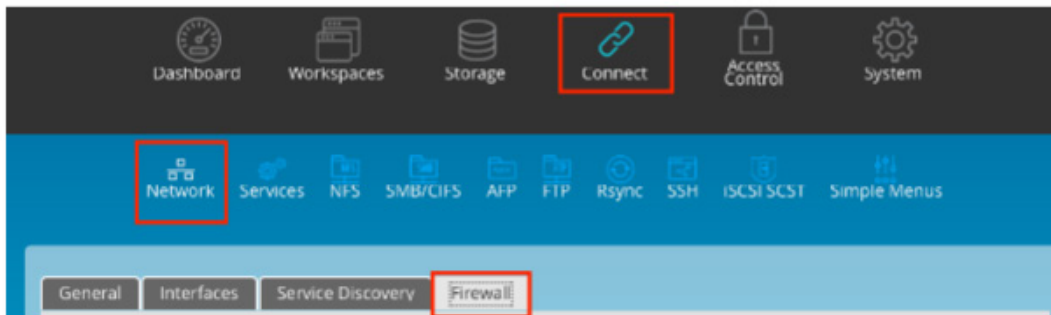 Dashboard Workspaces Storage Connect Access Control System
Network Services NFS SMB/CIFS AFP FTP Rsync SSH iSCSI SCST Simple Menus
General Interfaces Service Discovery Firewall